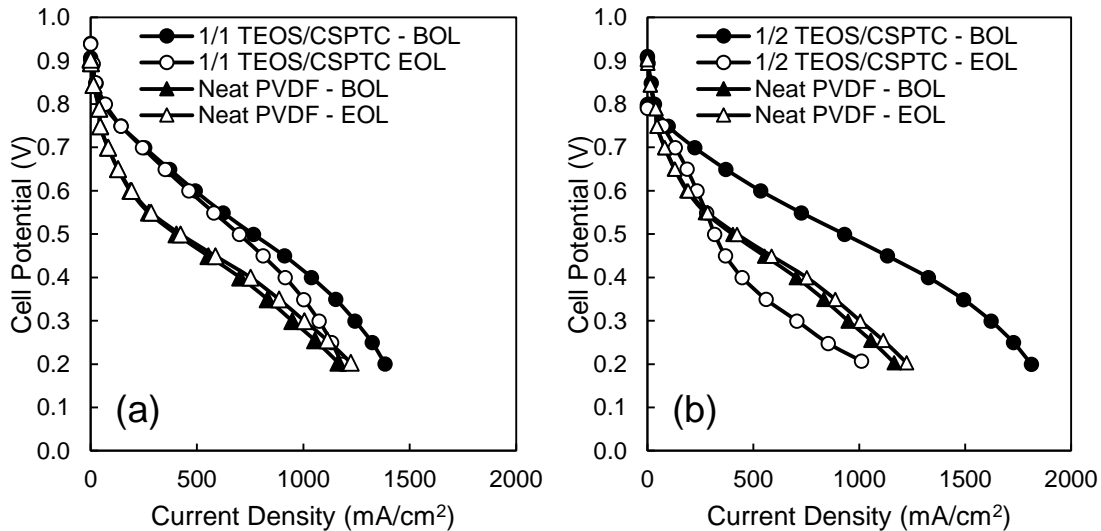 1.0
0.9
0.8
0.7
0.6
0.5
0.4
0.3
0.2
0.1
0.0
Cell Potential (V)
1/1 TEOS/CSPTC - BOL
1/1 TEOS/CSPTC EOL
Neat PVDF - BOL
Neat PVDF - EOL
(a)
0 500 1000 1500 2000
Current Density (mA/cm²)
1.0
0.9
0.8
0.7
0.6
0.5
0.4
0.3
0.2
0.1
0.0
Cell Potential (V)
1/2 TEOS/CSPTC - BOL
1/2 TEOS/CSPTC - EOL
Neat PVDF - BOL
Neat PVDF - EOL
(b)
0 500 1000 1500 2000
Current Density (mA/cm²)